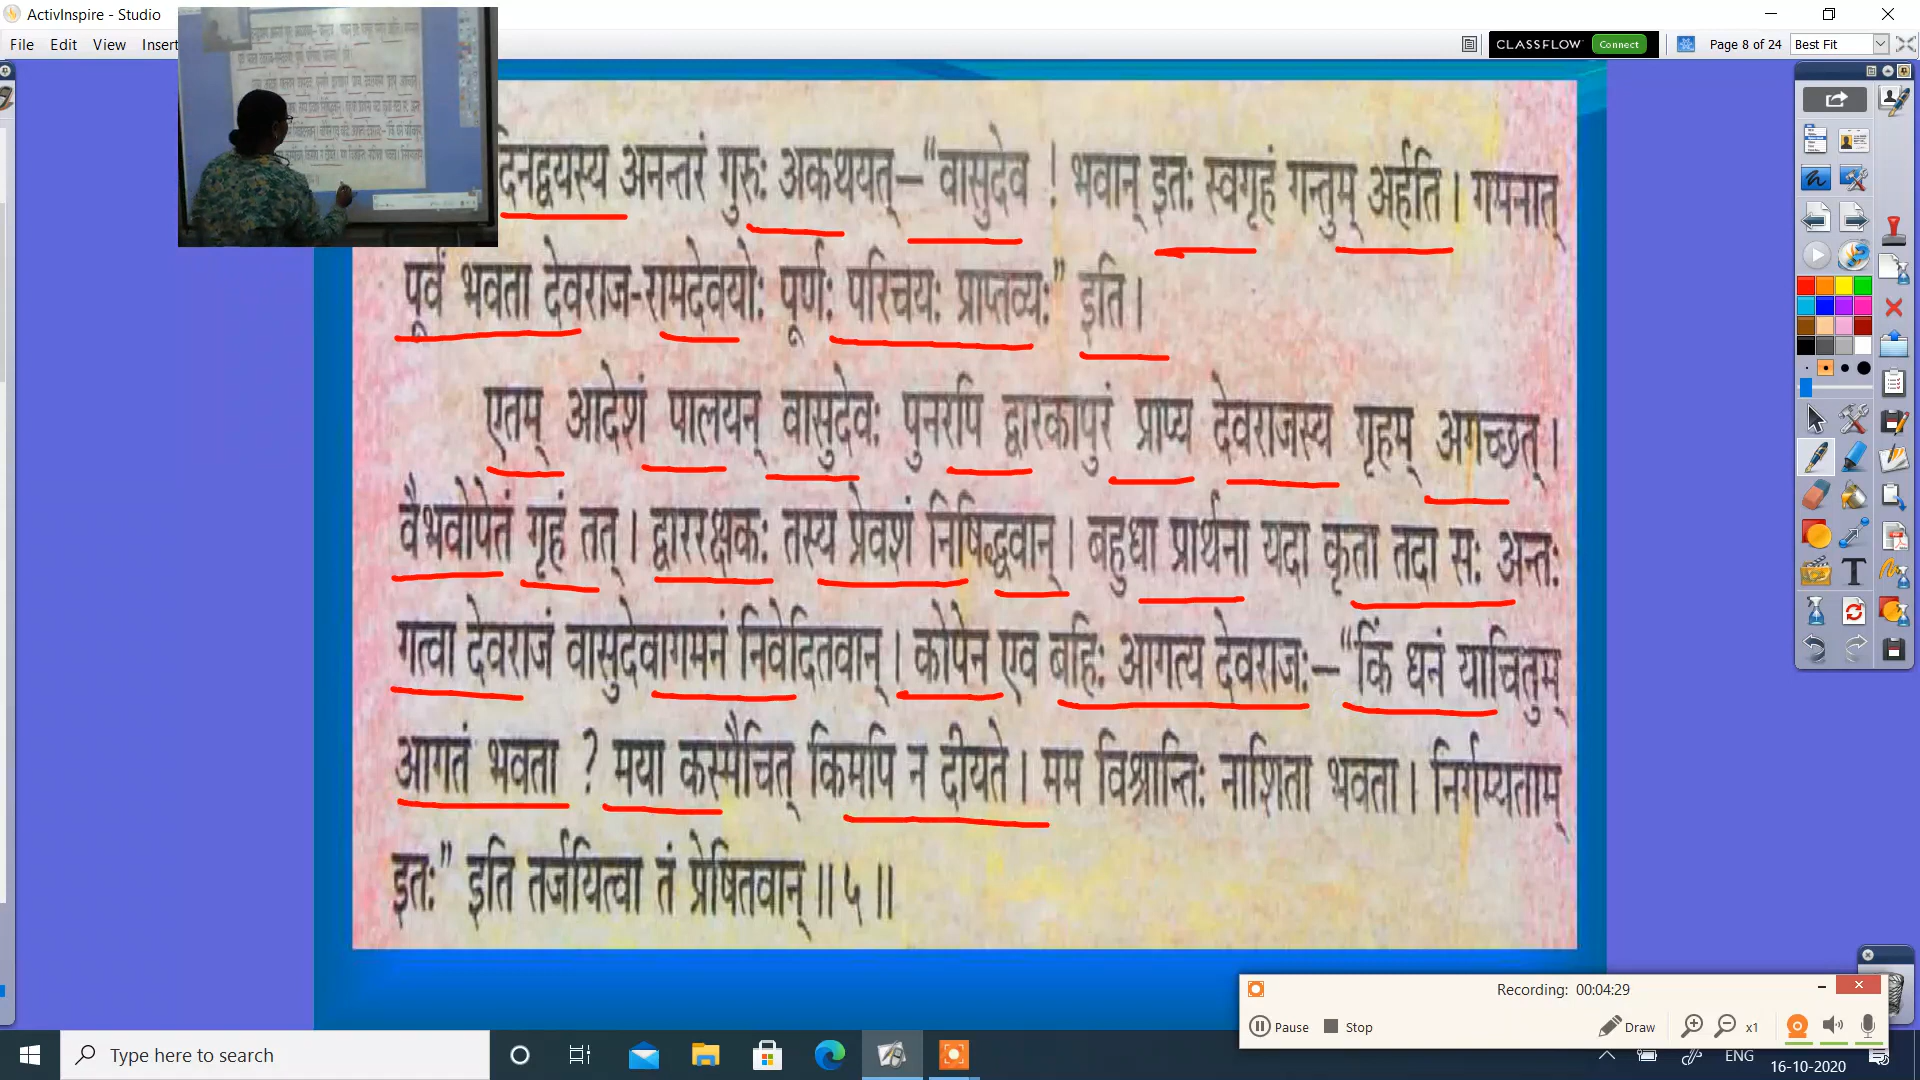 ActivInspire - Studio
File Edit View Insert
CLASSFLOW Connect Page 8 of 24 Best Fit
दिनद्वयस्य अनन्तरं गुरुः अकथयत्–“वासुदेव ! भवान् इतः स्वगृहं गन्तुम् अर्हति । गमनात्
पूर्वं भवता देवराज-रामदेवयोः पूर्णः परिचयः प्राप्तव्यः” इति ।
एतम् आदेशं पालयन् वासुदेवः पुनरपि द्वारकापुरं प्राप्य देवराजस्य गृहम् अगच्छत् ।
वैभवोपेतं गृहं तत् । द्वाररक्षकः तस्य प्रेवशं निषिद्धवान् । बहुधा प्रार्थना यदा कृता तदा सः अन्तः
गत्वा देवराजं वासुदेवागमनं निवेदितवान् । कोपेन एव बहिः आगत्य देवराजः–“किं धनं याचितुम्
आगतं भवता ? मया कस्मैचित् किमपि न दीयते । मम विश्रान्तिः नाशिता भवता । निर्गम्यताम्
इतः” इति तर्जयित्वा तं प्रेषितवान् ॥ ५ ॥
Recording: 00:04:29
Pause Stop Draw x1
Type here to search
ENG
16-10-2020